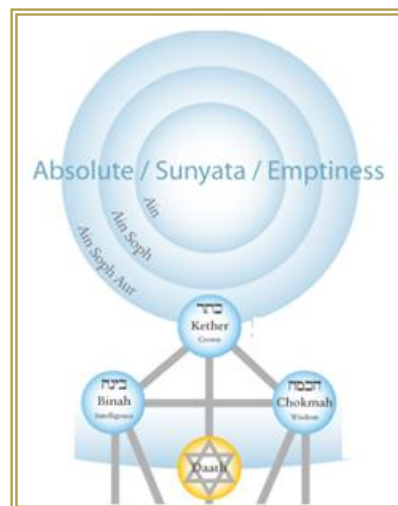 Absolute / Sunyata / Emptiness
Ain
Ain Soph
Ain Soph Aur
כתר
Kether
Crown
בינה
Binah
Intelligence
חכמה
Chokmah
Wisdom
Daath